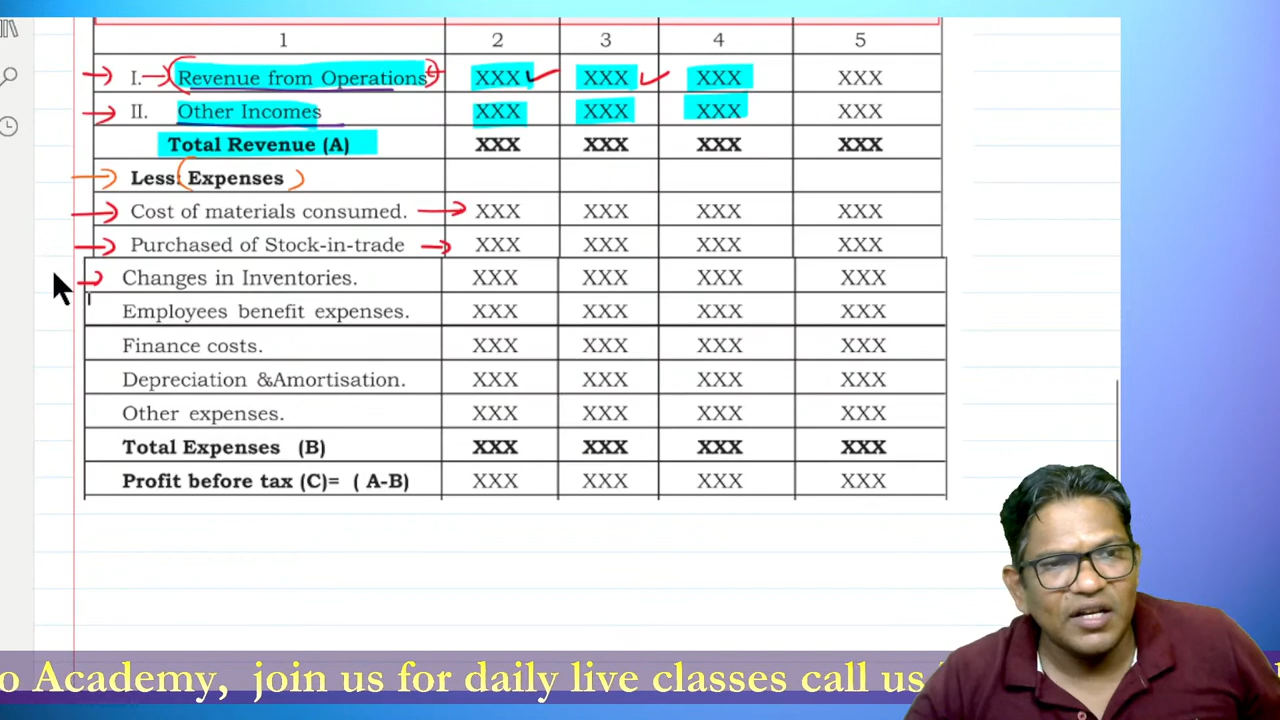 1 2 3 4 5
I. Revenue from Operations XXX XXX XXX XXX
II. Other Incomes XXX XXX XXX XXX
Total Revenue (A) XXX XXX XXX XXX
Less: Expenses
Cost of materials consumed. XXX XXX XXX XXX
Purchased of Stock-in-trade XXX XXX XXX XXX
Changes in Inventories. XXX XXX XXX XXX
Employees benefit expenses. XXX XXX XXX XXX
Finance costs. XXX XXX XXX XXX
Depreciation &Amortisation. XXX XXX XXX XXX
Other expenses. XXX XXX XXX XXX
Total Expenses (B) XXX XXX XXX XXX
Profit before tax (C)= ( A-B) XXX XXX XXX XXX
o Academy, join us for daily live classes call us